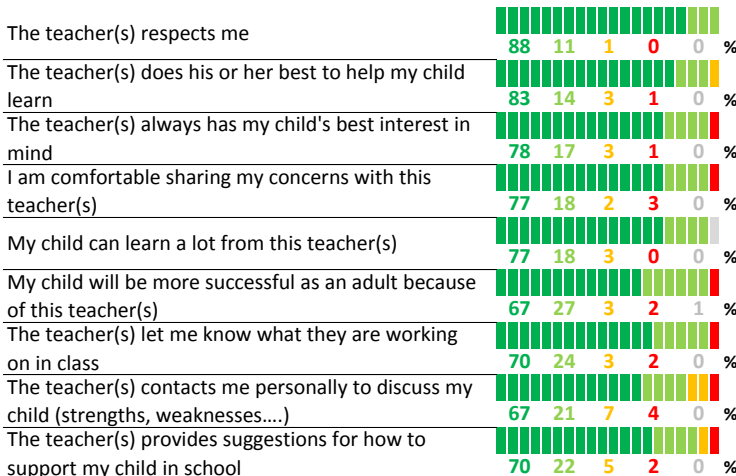 The teacher(s) respects me
88 11 1 0 0 %
The teacher(s) does his or her best to help my child
learn
83 14 3 1 0 %
The teacher(s) always has my child's best interest in
mind
78 17 3 1 0 %
I am comfortable sharing my concerns with this
teacher(s)
77 18 2 3 0 %
My child can learn a lot from this teacher(s)
77 18 3 0 0 %
My child will be more successful as an adult because
of this teacher(s)
67 27 3 2 1 %
The teacher(s) let me know what they are working
on in class
70 24 3 2 0 %
The teacher(s) contacts me personally to discuss my
child (strengths, weaknesses....)
67 21 7 4 0 %
The teacher(s) provides suggestions for how to
support my child in school
70 22 5 2 0 %